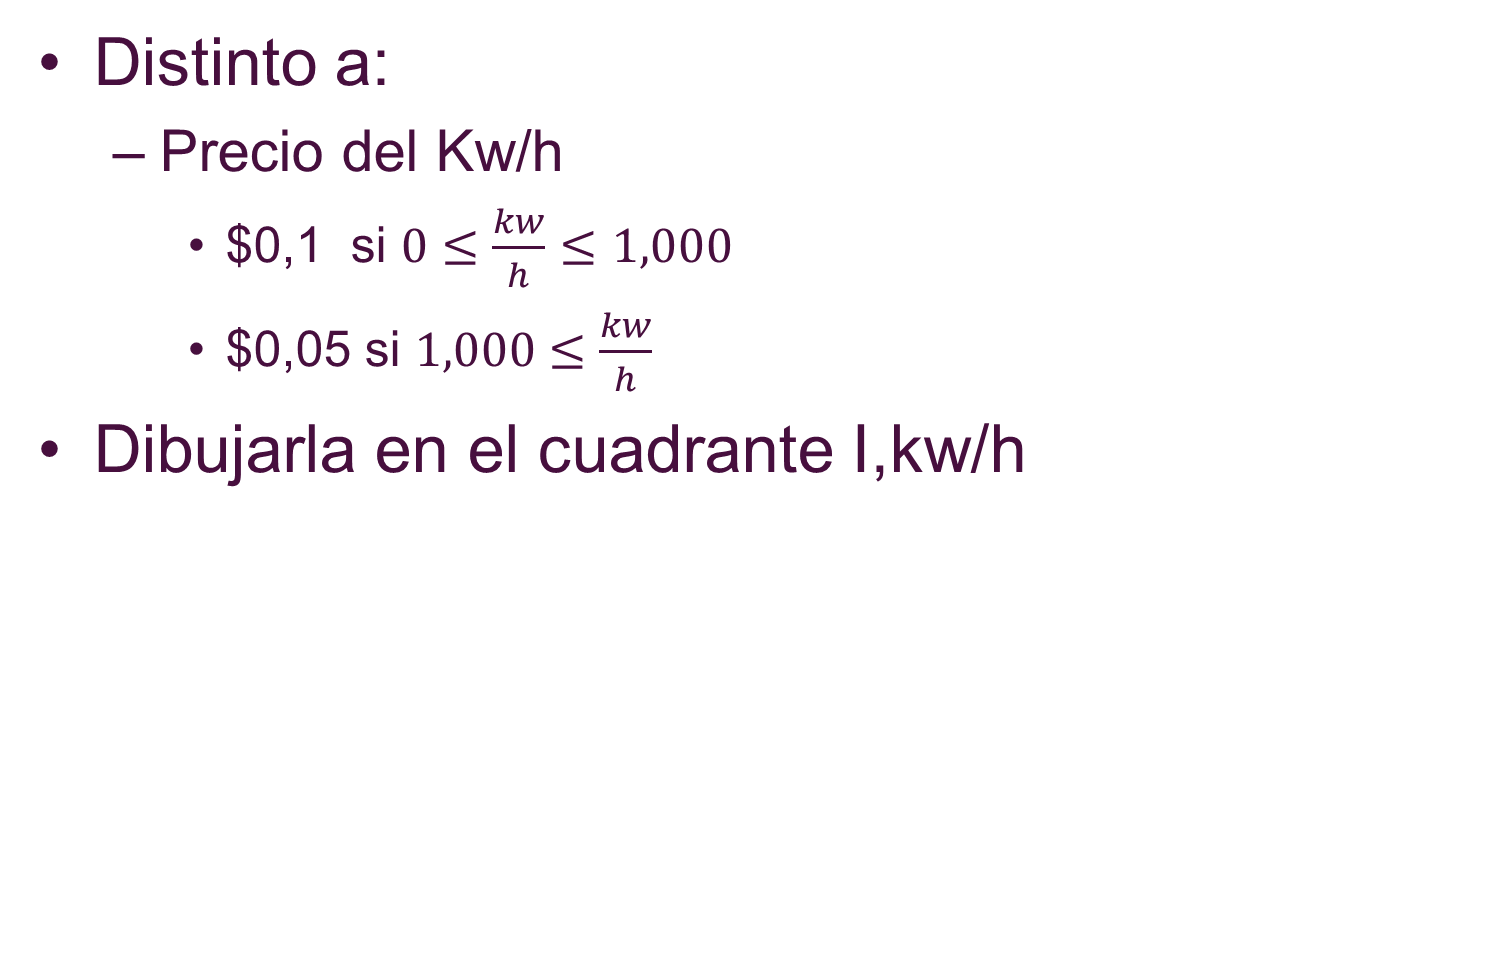 • Distinto a:
– Precio del Kw/h
• $0,1 si 0 ≤ kw/h ≤ 1,000
• $0,05 si 1,000 ≤ kw/h
• Dibujarla en el cuadrante I,kw/h